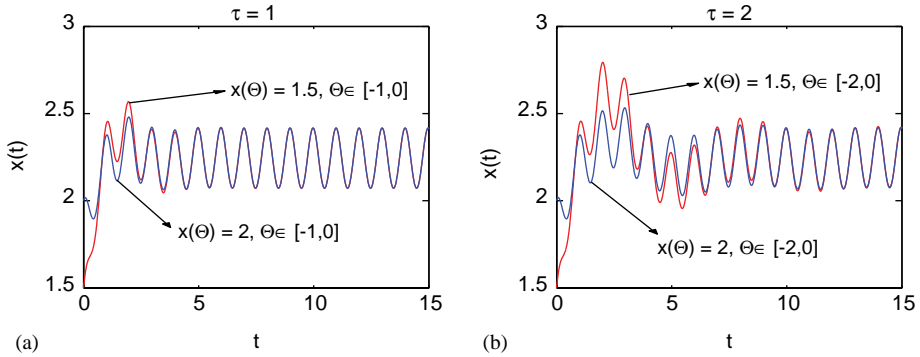 τ = 1
3
2.5
2
1.5
x(t)
x(Θ) = 1.5, Θ∈ [-1,0]
x(Θ) = 2, Θ∈ [-1,0]
0
5
10
15
(a)
t
τ = 2
3
2.5
2
1.5
x(t)
x(Θ) = 1.5, Θ∈ [-2,0]
x(Θ) = 2, Θ∈ [-2,0]
0
5
10
15
(b)
t